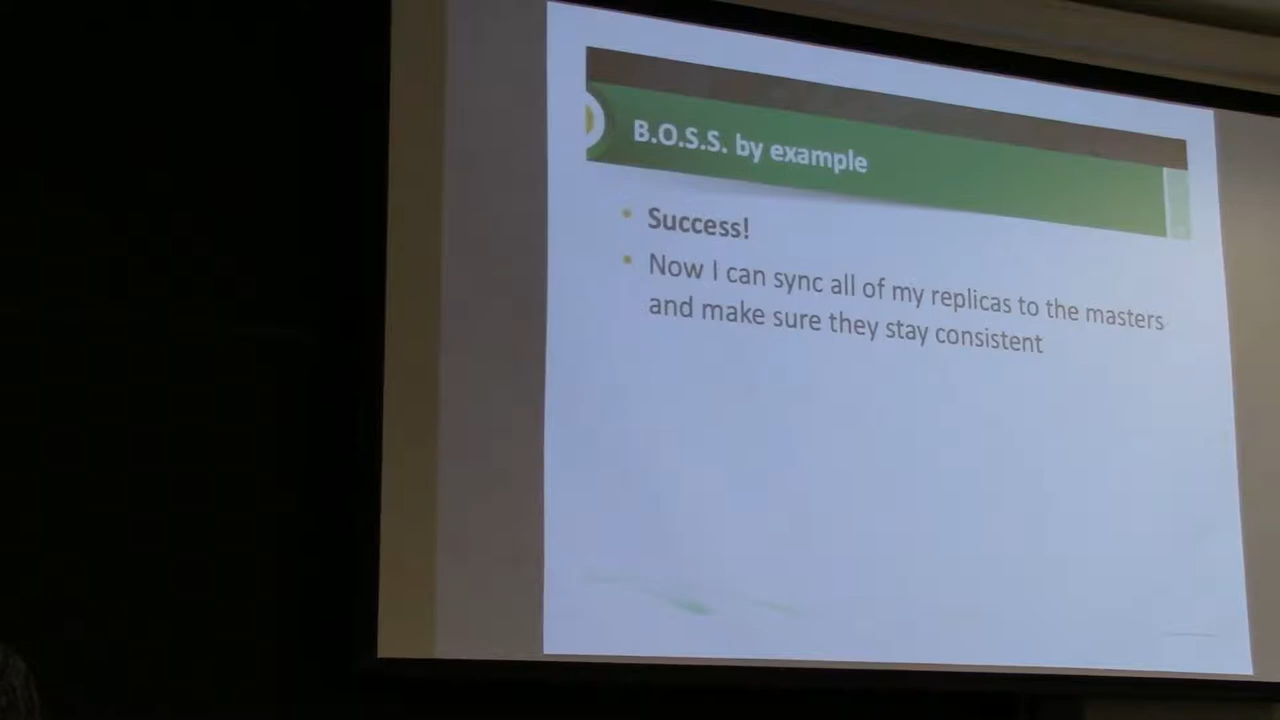 B.O.S.S. by example
Success!
Now I can sync all of my replicas to the masters
and make sure they stay consistent